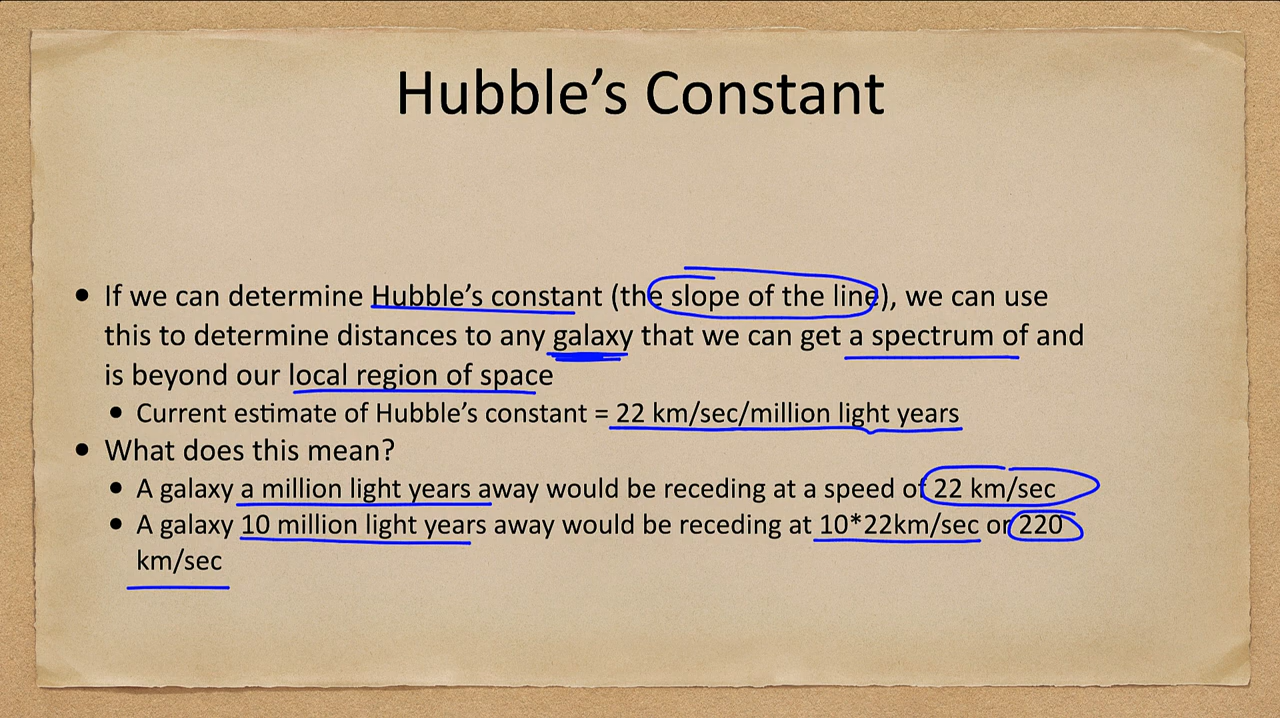 Hubble’s Constant
● If we can determine Hubble’s constant (the slope of the line), we can use
this to determine distances to any galaxy that we can get a spectrum of and
is beyond our local region of space
● Current estimate of Hubble’s constant = 22 km/sec/million light years
● What does this mean?
● A galaxy a million light years away would be receding at a speed of 22 km/sec
● A galaxy 10 million light years away would be receding at 10*22km/sec or 220
km/sec